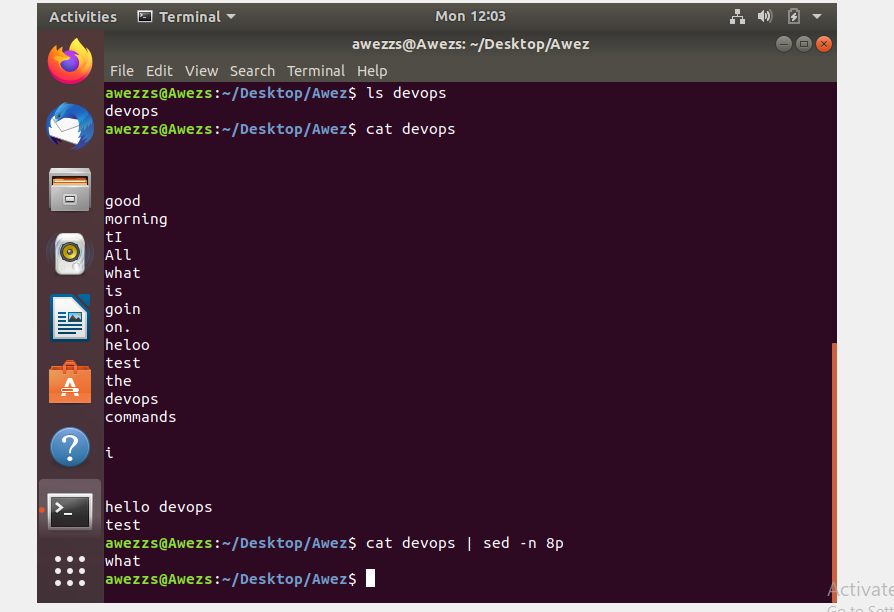 Activities Terminal Mon 12:03
awezzs@Awezs: ~/Desktop/Awez
File Edit View Search Terminal Help
awezzs@Awezs:~/Desktop/Awez$ ls devops
devops
awezzs@Awezs:~/Desktop/Awez$ cat devops
good
morning
tI
All
what
is
goin
on.
heloo
test
the
devops
commands
i
hello devops
test
awezzs@Awezs:~/Desktop/Awez$ cat devops | sed -n 8p
what
awezzs@Awezs:~/Desktop/Awez$
Activate
Go to Sett